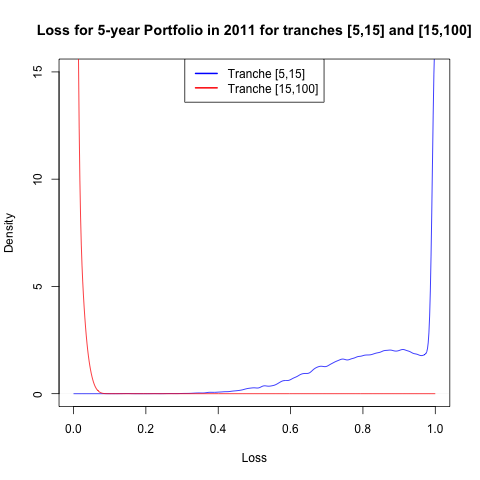 Loss for 5-year Portfolio in 2011 for tranches [5,15] and [15,100]
Tranche [5,15]
Tranche [15,100]
Density
15
10
5
0
0.0 0.2 0.4 0.6 0.8 1.0
Loss